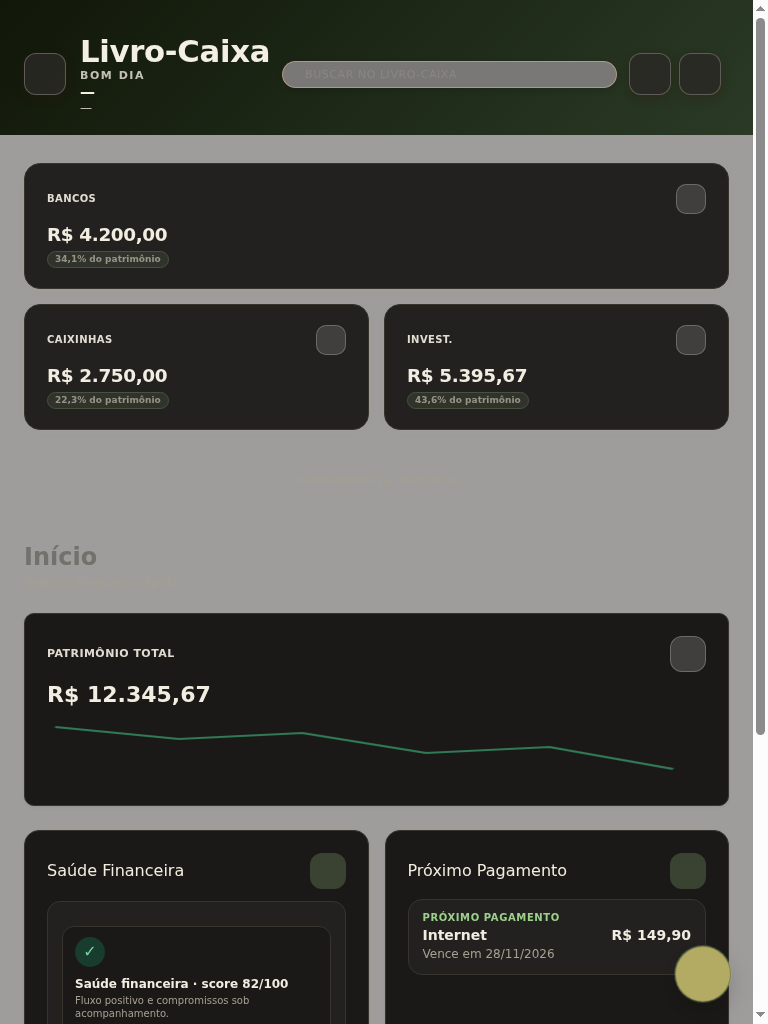 Livro-Caixa
BOM DIA
—
—
BUSCAR NO LIVRO-CAIXA
BANCOS
R$ 4.200,00
34,1% do patrimônio
CAIXINHAS
R$ 2.750,00
22,3% do patrimônio
INVEST.
R$ 5.395,67
43,6% do patrimônio
Início
PATRIMÔNIO TOTAL
R$ 12.345,67
Saúde Financeira
✓
Saúde financeira · score 82/100
Fluxo positivo e compromissos sob
acompanhamento.
Próximo Pagamento
PRÓXIMO PAGAMENTO
Internet R$ 149,90
Vence em 28/11/2026